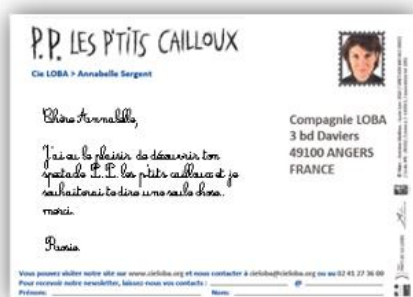 P.P. LES P'TITS CAILLOUX
Cie LOBA > Annabelle Sergent
Chère Annabelle,
J'ai eu le plaisir de découvrir ton
spectacle P.P. les ptits cailloux et je
souhaiterai te dire une seule chose.
merci.
Compagnie LOBA
3 bd Daviers
49100 ANGERS
FRANCE
Vous pouvez visiter notre site sur www.cieloba.org et nous contacter à cieloba@cieloba.org ou au 02 41 27 36 00
Pour recevoir notre newsletter, laissez-nous vos contacts : @
Prénom: Nom: